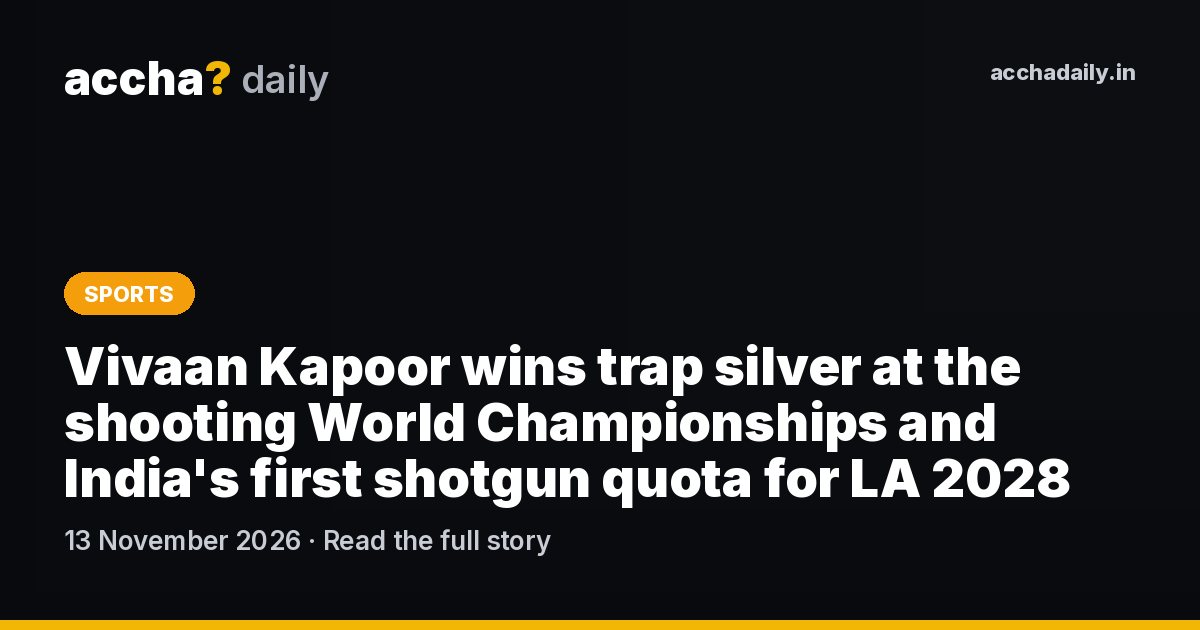 accha? daily
acchadaily.in
SPORTS
Vivaan Kapoor wins trap silver at the
shooting World Championships and
India's first shotgun quota for LA 2028
13 November 2026 · Read the full story